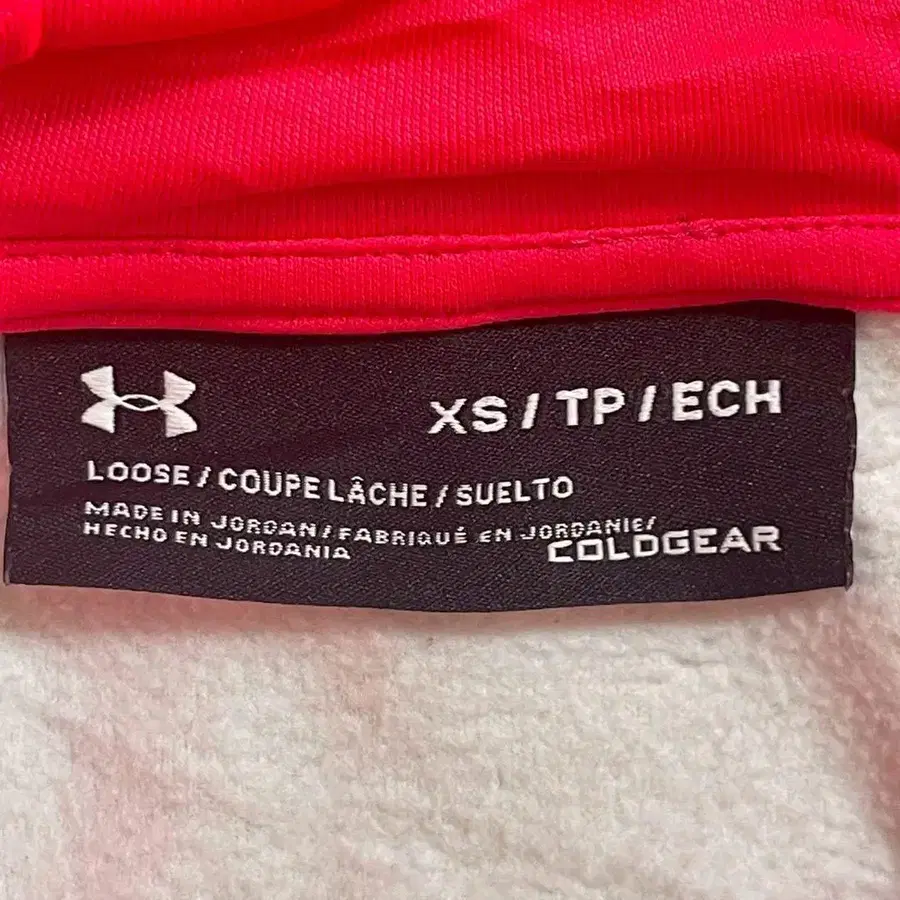 XS / TP / ECH
LOOSE / COUPE LÂCHE / SUELTO
MADE IN JORDAN / FABRIQUÉ EN JORDANIE/
HECHO EN JORDANIA
COLDGEAR